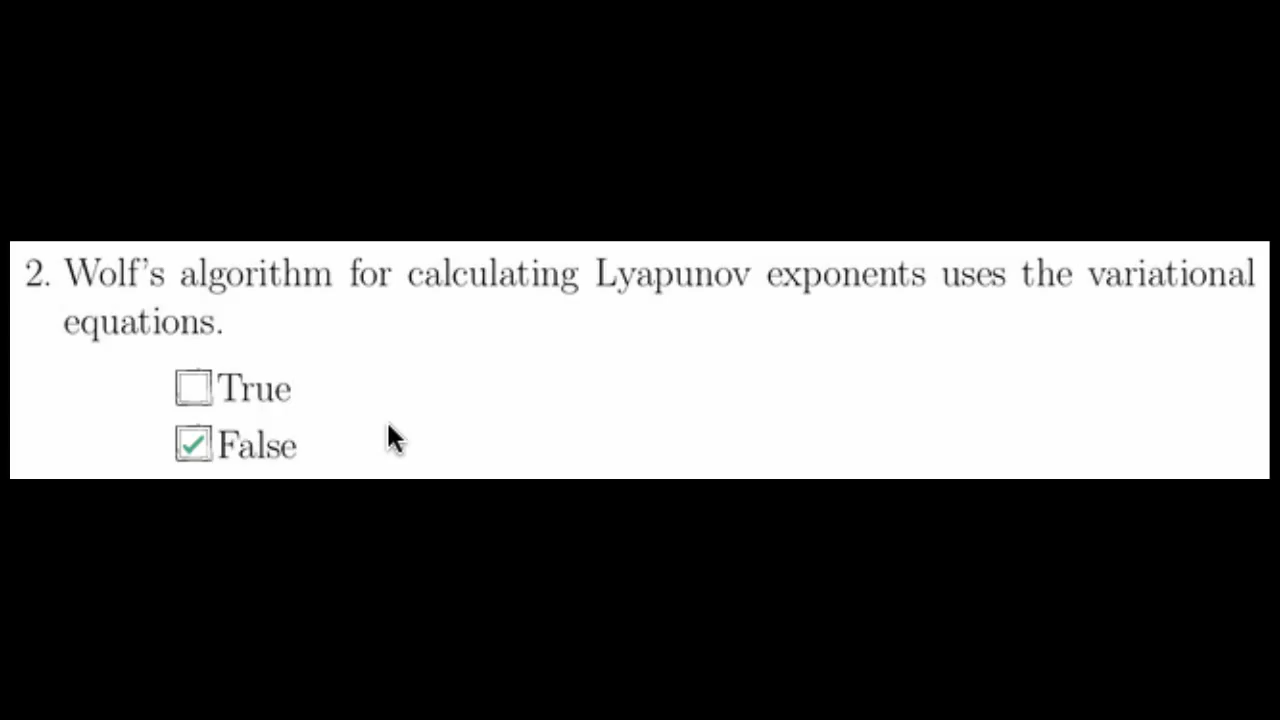 2. Wolf's algorithm for calculating Lyapunov exponents uses the variational
equations.
True
False